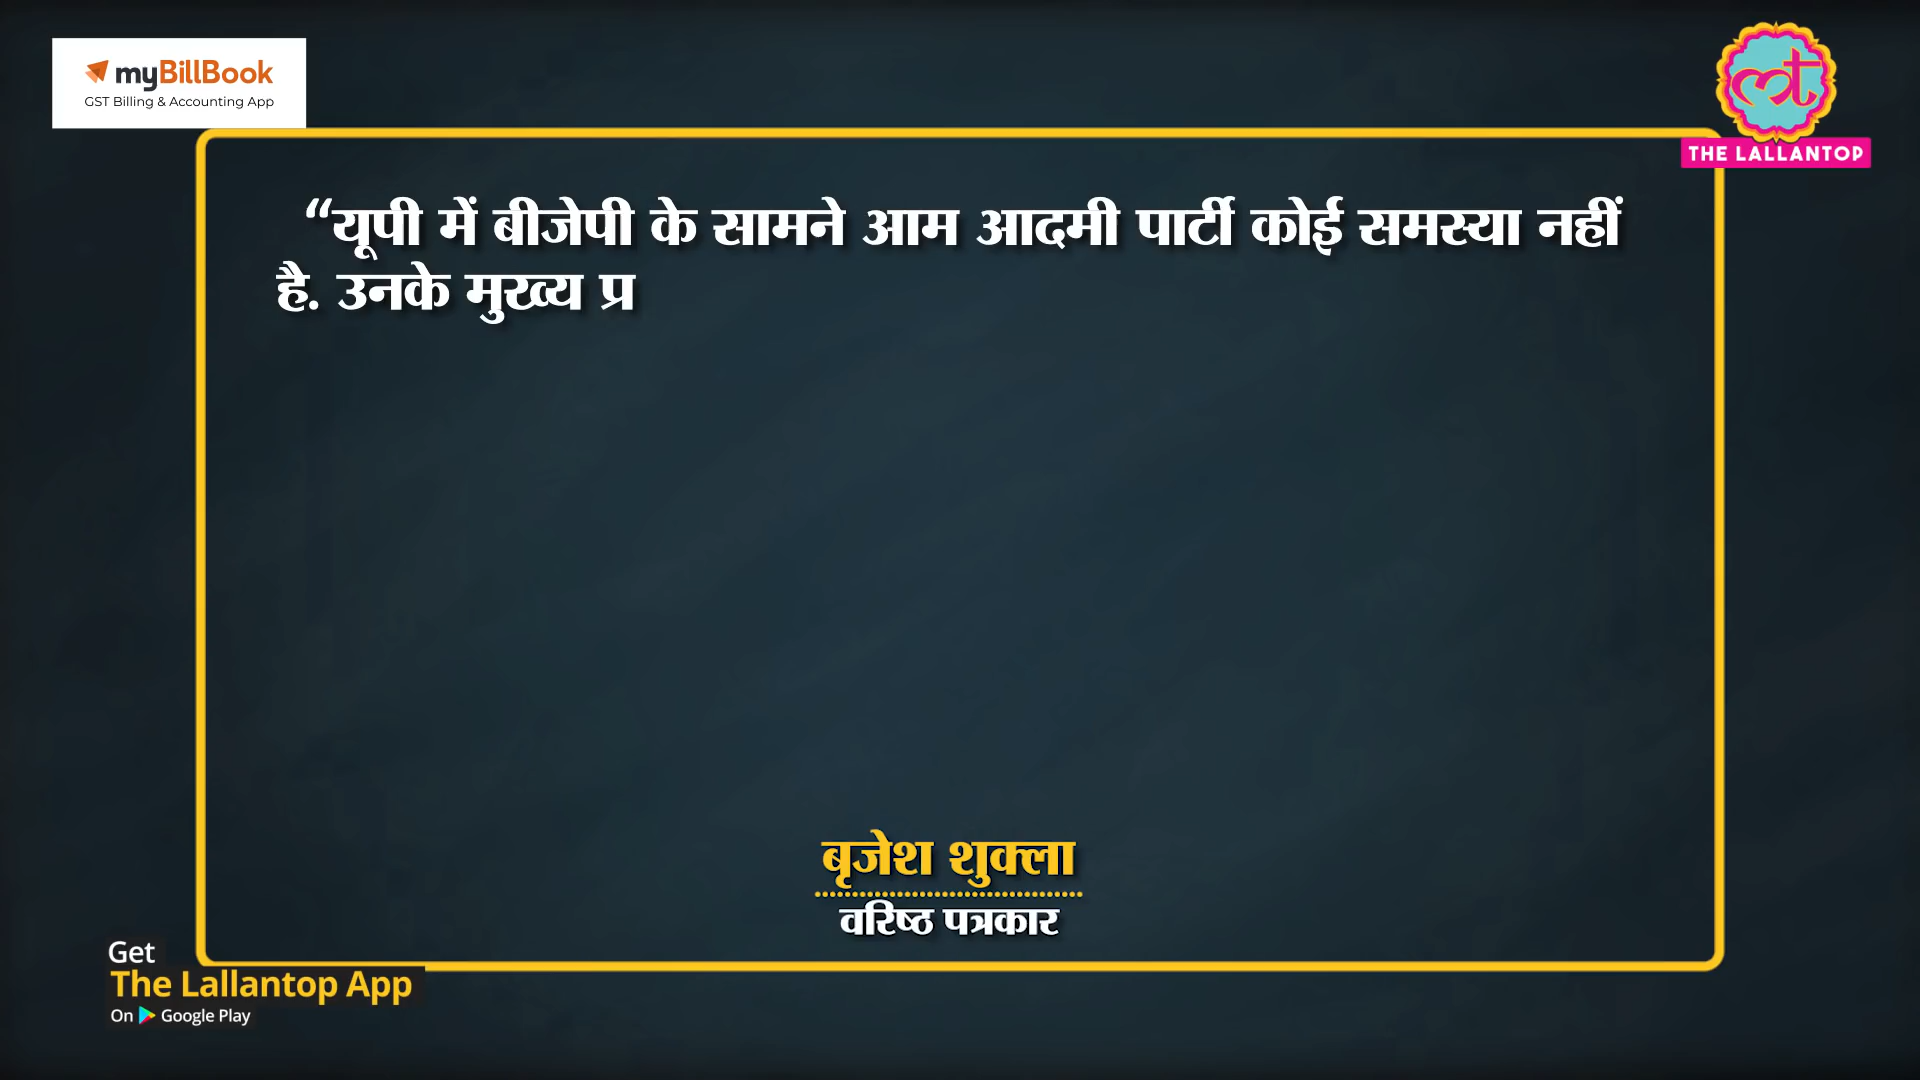 myBillBook
GST Billing & Accounting App
THE LALLANTOP
“यूपी में बीजेपी के सामने आम आदमी पार्टी कोई समस्या नहीं
है. उनके मुख्य प्र
बृजेश शुक्ला
वरिष्ठ पत्रकार
Get
The Lallantop App
On Google Play